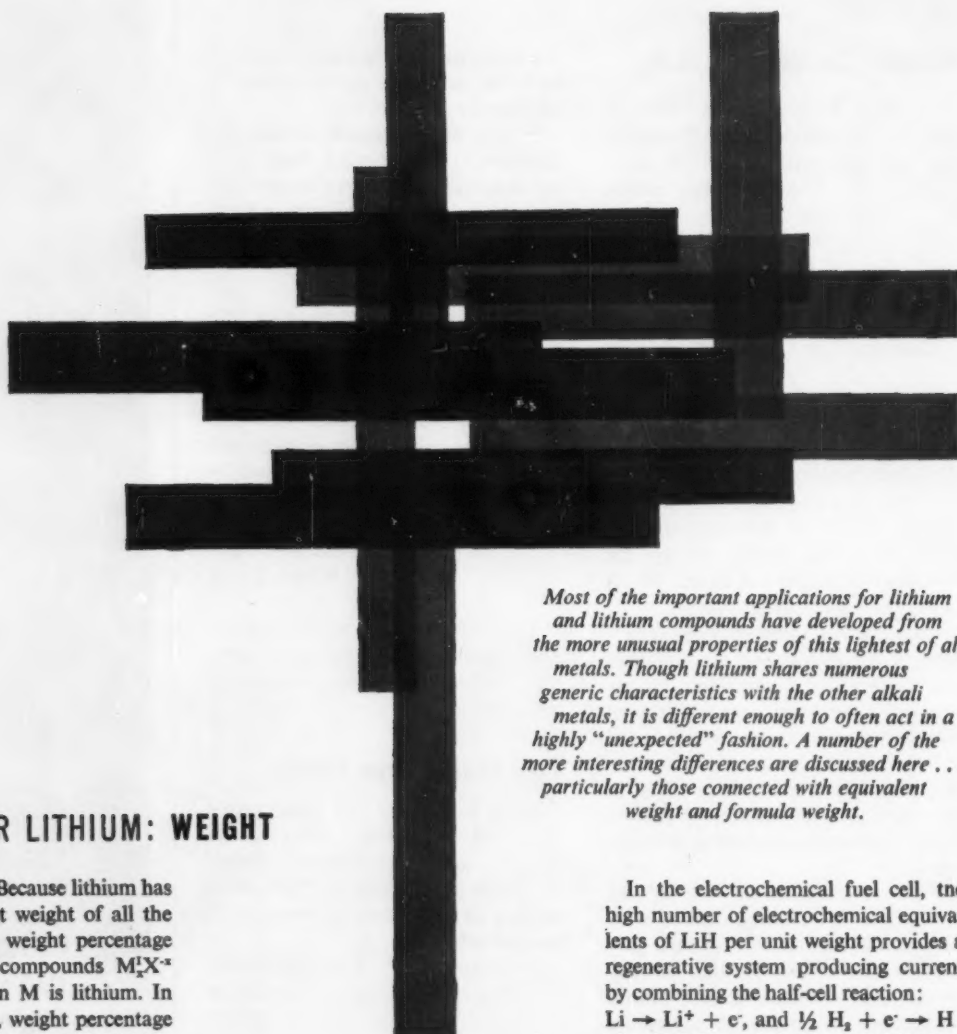 Most of the important applications for lithium
and lithium compounds have developed from
the more unusual properties of this lightest of al
metals. Though lithium shares numerous
generic characteristics with the other alkali
metals, it is different enough to often act in a
highly “unexpected” fashion. A number of the
more interesting differences are discussed here . .
particularly those connected with equivalent
weight and formula weight.
R LITHIUM: WEIGHT
Because lithium has
t weight of all the
weight percentage
compounds MᴵₓX⁻ˣ
n M is lithium. In
, weight percentage
In the electrochemical fuel cell, the
high number of electrochemical equiva
lents of LiH per unit weight provides a
regenerative system producing curren
by combining the half-cell reaction:
Li → Li⁺ + e⁻, and ½ H₂ + e⁻ → H